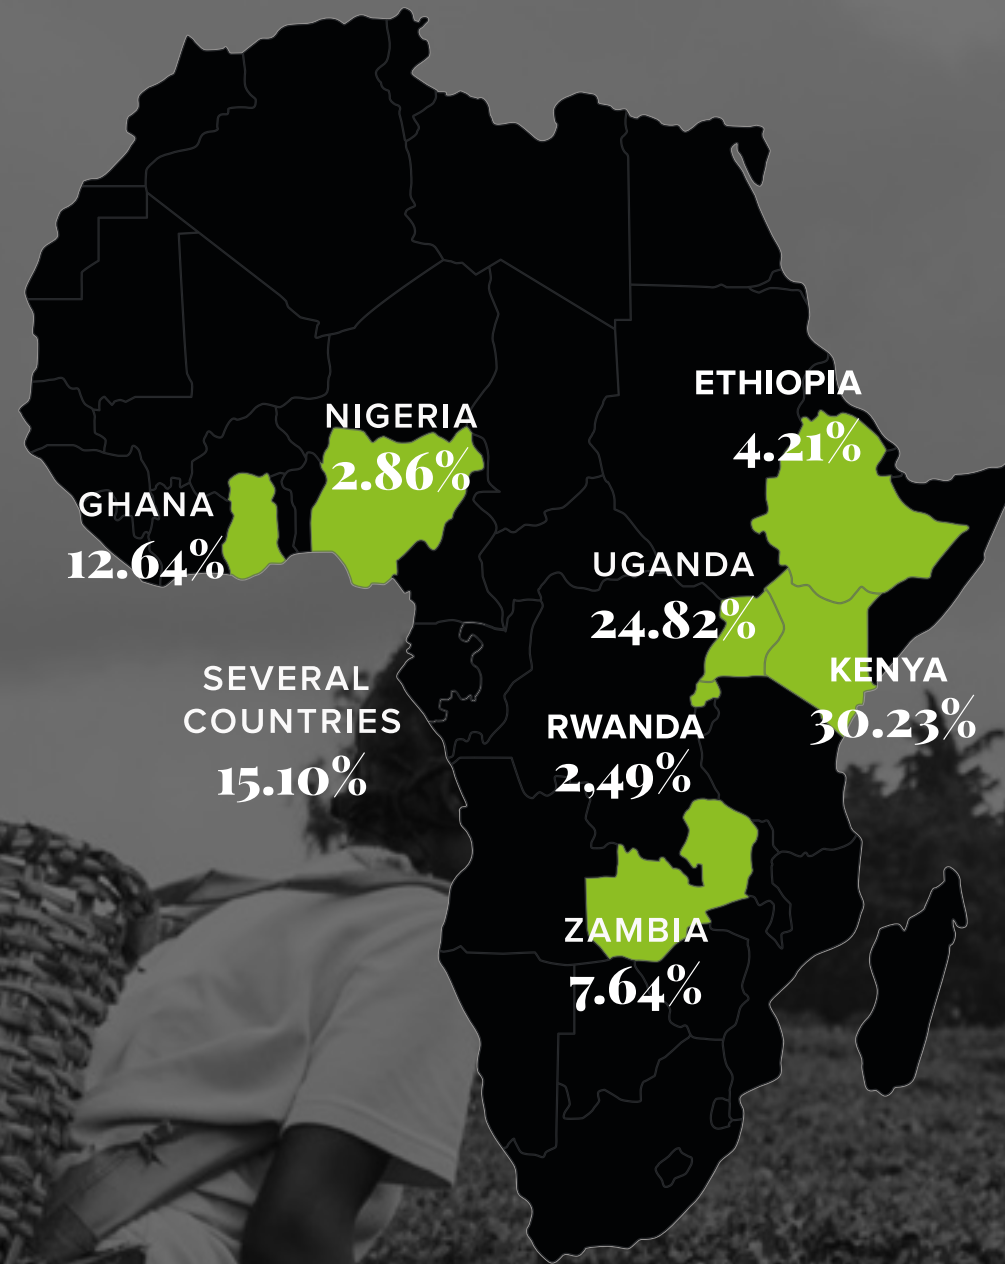 ETHIOPIA
4.21%
NIGERIA
2.86%
GHANA
12.64%
UGANDA
24.82%
KENYA
30.23%
SEVERAL
COUNTRIES
15.10%
RWANDA
2,49%
ZAMBIA
7.64%